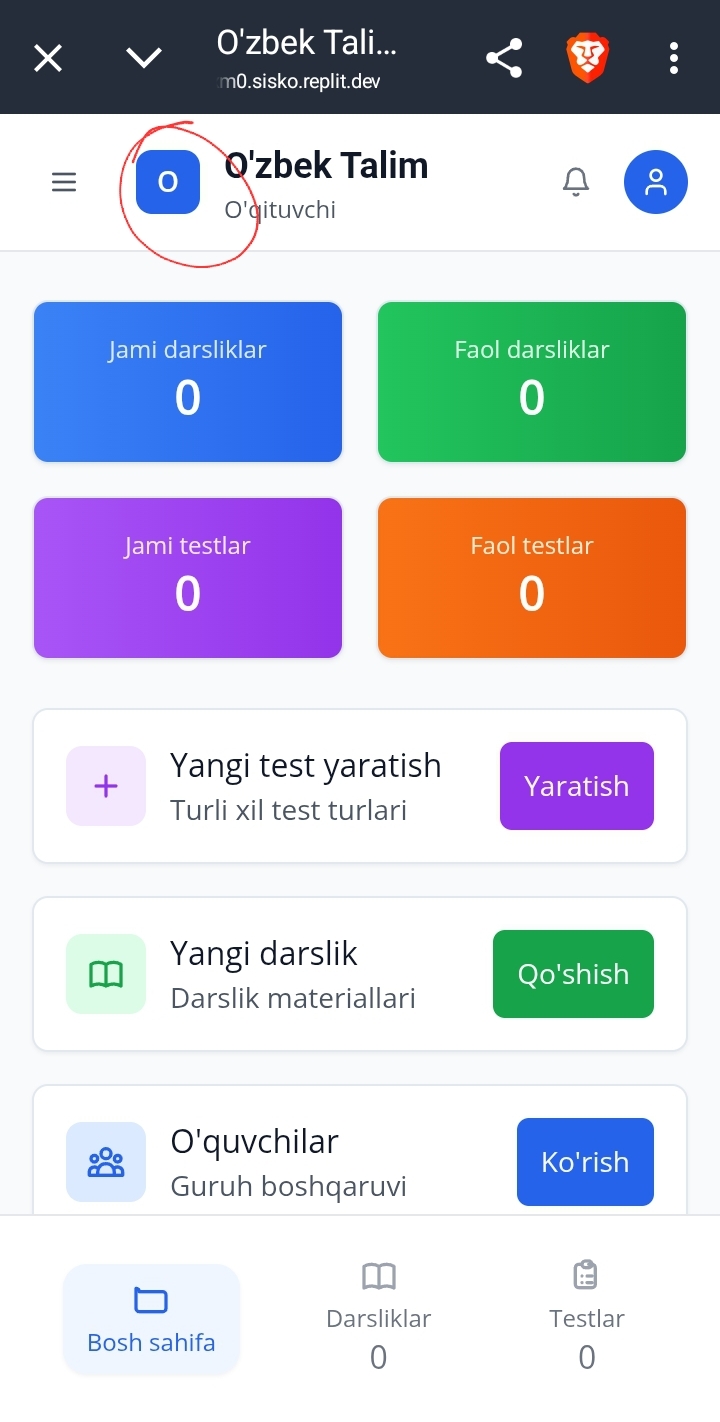 O'zbek Tali...
m0.sisko.replit.dev
O
O'zbek Talim
O'qituvchi
Jami darsliklar
0
Faol darsliklar
0
Jami testlar
0
Faol testlar
0
Yangi test yaratish
Turli xil test turlari
Yaratish
Yangi darslik
Darslik materiallari
Qo'shish
O'quvchilar
Guruh boshqaruvi
Ko'rish
Bosh sahifa
Darsliklar
0
Testlar
0